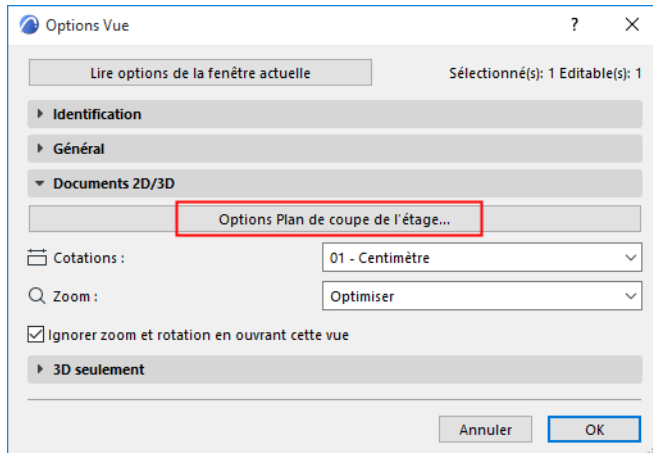 Options Vue
Lire options de la fenêtre actuelle
Sélectionné(s): 1 Editable(s): 1
Identification
Général
Documents 2D/3D
Options Plan de coupe de l'étage...
Cotations :
01 - Centimètre
Zoom :
Optimiser
Ignorer zoom et rotation en ouvrant cette vue
3D seulement
Annuler
OK